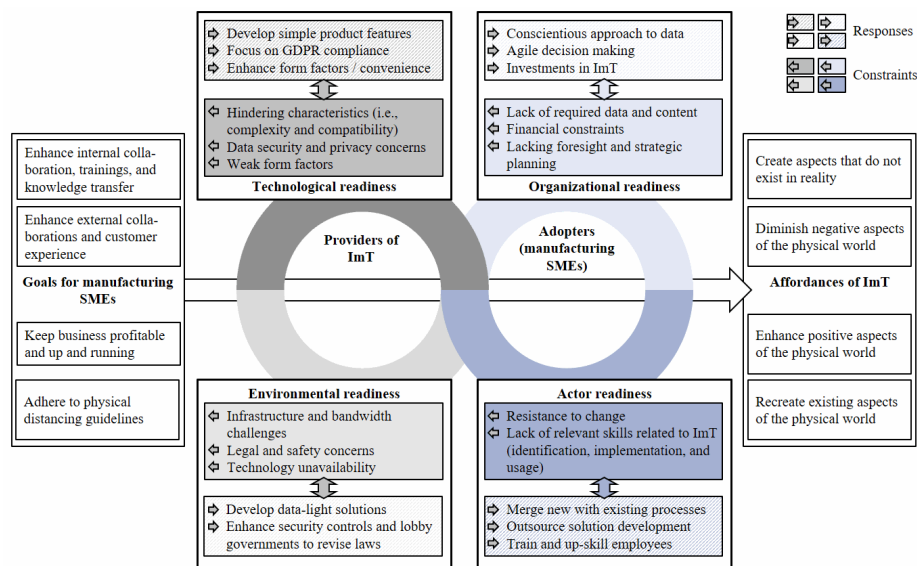 Develop simple product features
Focus on GDPR compliance
Enhance form factors / convenience
Hindering characteristics (i.e.,
complexity and compatibility)
Data security and privacy concerns
Weak form factors
Technological readiness
Conscientious approach to data
Agile decision making
Investments in ImT
Lack of required data and content
Financial constraints
Lacking foresight and strategic
planning
Organizational readiness
Responses
Constraints
Enhance internal colla-
boration, trainings, and
knowledge transfer
Enhance external colla-
borations and customer
experience
Goals for manufacturing
SMEs
Keep business profitable
and up and running
Adhere to physical
distancing guidelines
Providers of
ImT
Adopters
(manufacturing
SMEs)
Create aspects that do not
exist in reality
Diminish negative aspects
of the physical world
Affordances of ImT
Enhance positive aspects
of the physical world
Recreate existing aspects
of the physical world
Environmental readiness
Infrastructure and bandwidth
challenges
Legal and safety concerns
Technology unavailability
Develop data-light solutions
Enhance security controls and lobby
governments to revise laws
Actor readiness
Resistance to change
Lack of relevant skills related to ImT
(identification, implementation, and
usage)
Merge new with existing processes
Outsource solution development
Train and up-skill employees